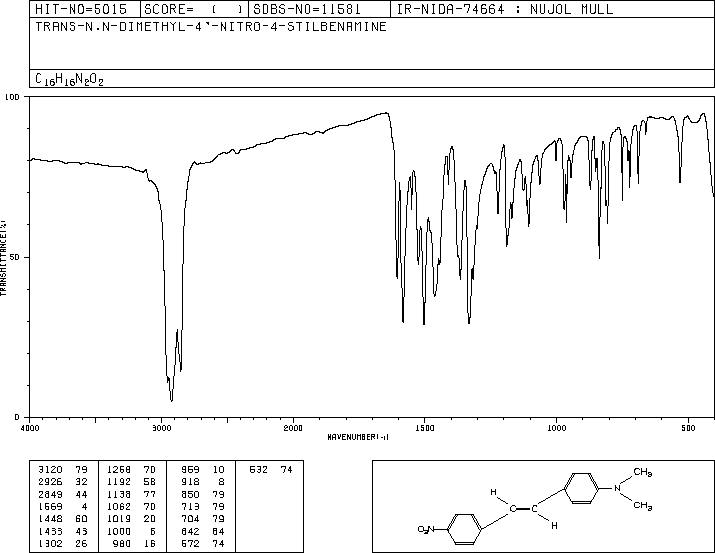 HIT-NO=5015 SCORE= ( ) SDBS-NO=11581 IR-NIDA-74664 : NUJOL MULL
TRANS-N.N-DIMETHYL-4'-NITRO-4-STILBENAMINE
C16H16N2O2
100
50
0
TRANSMITTANCE(%)
4000 3000 2000 1500 1000 500
WAVENUMBER(-1)
3120 79 1268 70 969 10 632 74
2926 32 1192 58 918 8
2849 44 1138 77 850 79
1669 4 1062 70 713 79
1448 60 1019 20 704 79
1433 43 1000 6 642 84
1302 26 980 16 672 74
CH3
N
CH3
H
C C
H
O2N